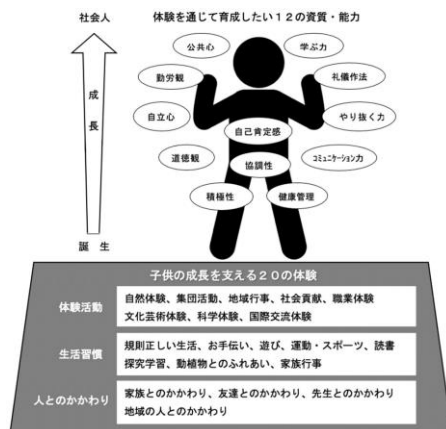 社会人
体験を通じて育成したい12の資質・能力
公共心
学ぶ力
勤労観
礼儀作法
成長
自立心
やり抜く力
自己肯定感
道徳観
協調性
コミュニケーション力
積極性
健康管理
誕生
子供の成長を支える20の体験
体験活動
自然体験、集団活動、地域行事、社会貢献、職業体験
文化芸術体験、科学体験、国際交流体験
生活習慣
規則正しい生活、お手伝い、遊び、運動・スポーツ、読書
探究学習、動植物とのふれあい、家族行事
人とのかかわり
家族とのかかわり、友達とのかかわり、先生とのかかわり
地域の人とのかかわり